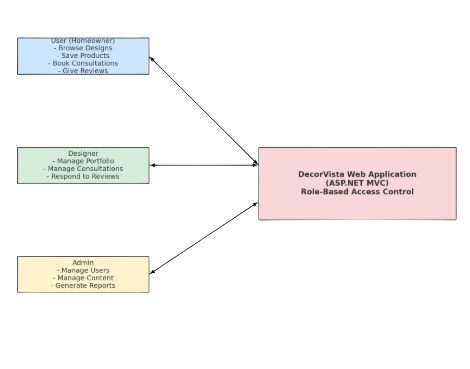 User (Homeowner)
- Browse Designs
- Save Products
- Book Consultations
- Give Reviews
Designer
- Manage Portfolio
- Manage Consultations
- Respond to Reviews
DecorVista Web Application
(ASP.NET MVC)
Role-Based Access Control
Admin
- Manage Users
- Manage Content
- Generate Reports